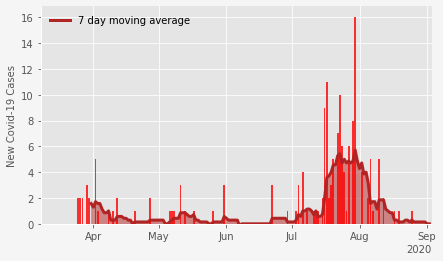 7 day moving average
New Covid-19 Cases
16
14
12
10
8
6
4
2
0
Apr
May
Jun
Jul
Aug
Sep
2020